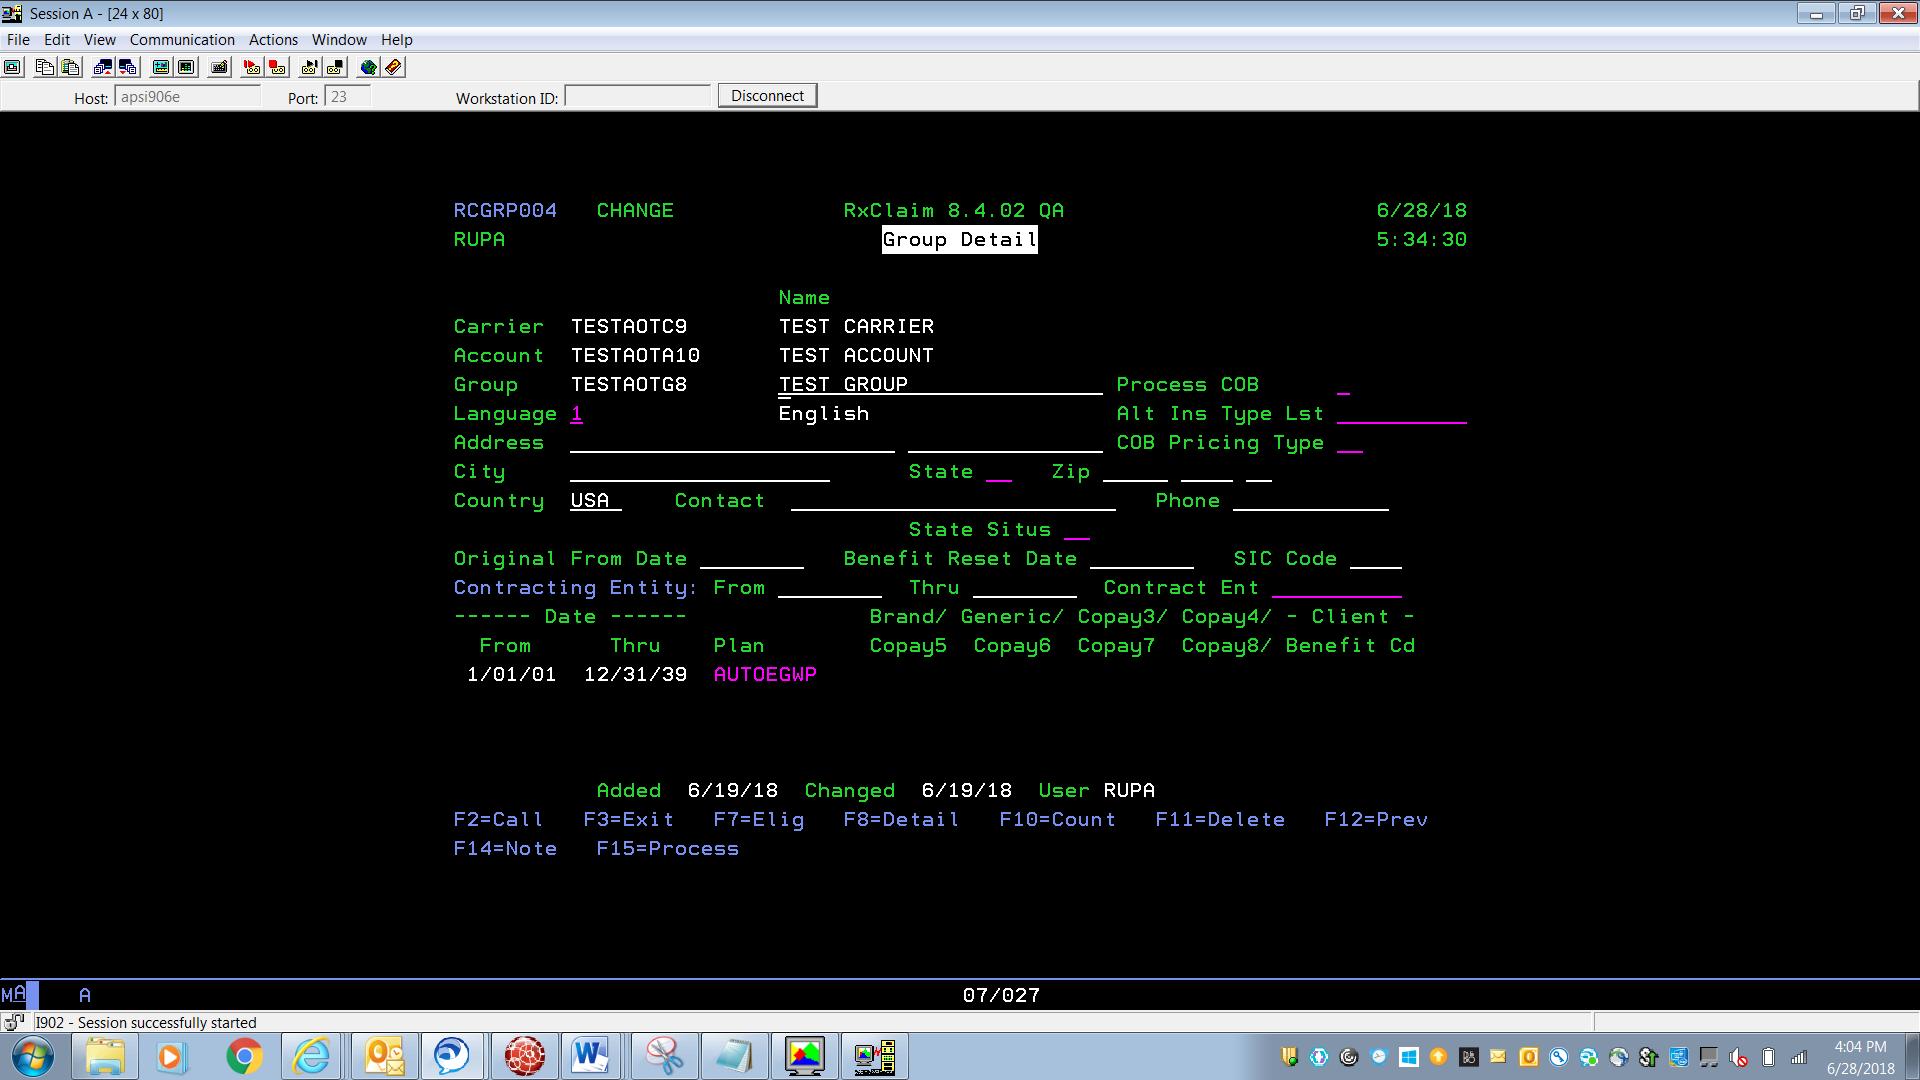 Session A - [24 x 80]
File Edit View Communication Actions Window Help
Host: apsi906e Port: 23 Workstation ID: Disconnect
RCGRP004 CHANGE RxClaim 8.4.02 QA 6/28/18
RUPA Group Detail 5:34:30
Name
Carrier TESTAOTC9 TEST CARRIER
Account TESTAOTA10 TEST ACCOUNT
Group TESTAOTG8 TEST GROUP Process COB
Language 1 English Alt Ins Type Lst
Address COB Pricing Type
City State Zip
Country USA Contact Phone
State Situs
Original From Date Benefit Reset Date SIC Code
Contracting Entity: From Thru Contract Ent
------ Date ------ Brand/ Generic/ Copay3/ Copay4/ - Client -
From Thru Plan Copay5 Copay6 Copay7 Copay8/ Benefit Cd
1/01/01 12/31/39 AUTOEGWP
Added 6/19/18 Changed 6/19/18 User RUPA
F2=Call F3=Exit F7=Elig F8=Detail F10=Count F11=Delete F12=Prev
F14=Note F15=Process
MA A 07/027
I902 - Session successfully started
4:04 PM
6/28/2018